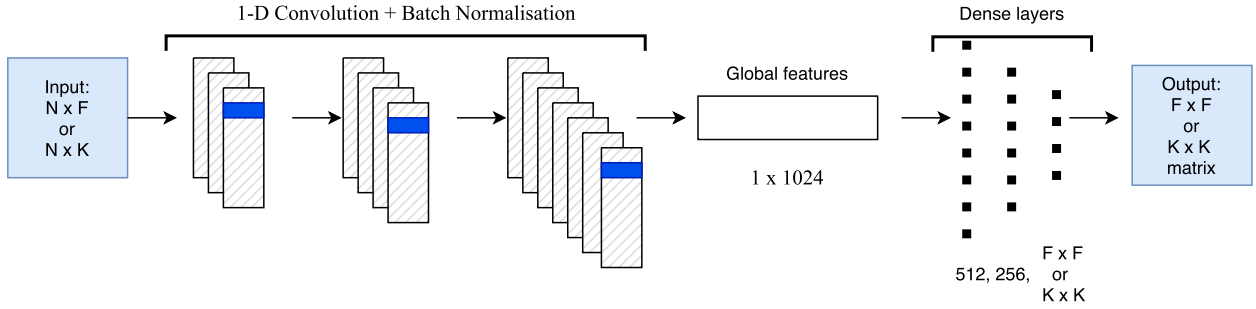 1-D Convolution + Batch Normalisation
Dense layers
Input:
N x F
or
N x K
Global features
1 x 1024
Output:
F x F
or
K x K
matrix
512, 256,
F x F
or
K x K